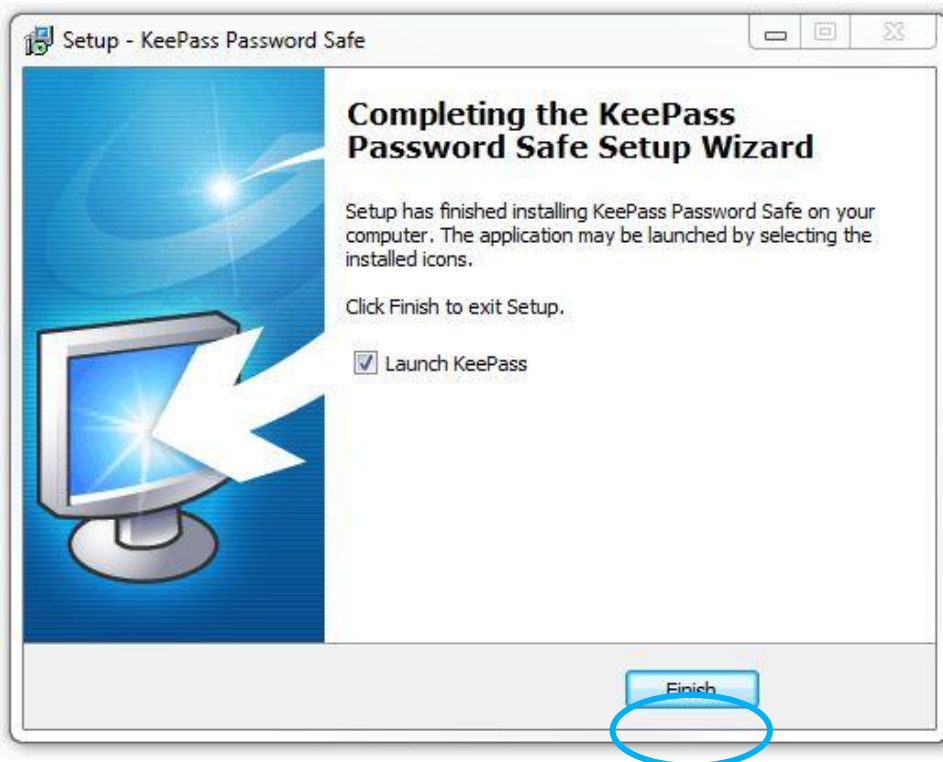 Setup - KeePass Password Safe
Completing the KeePass
Password Safe Setup Wizard
Setup has finished installing KeePass Password Safe on your
computer. The application may be launched by selecting the
installed icons.
Click Finish to exit Setup.
Launch KeePass
Finish